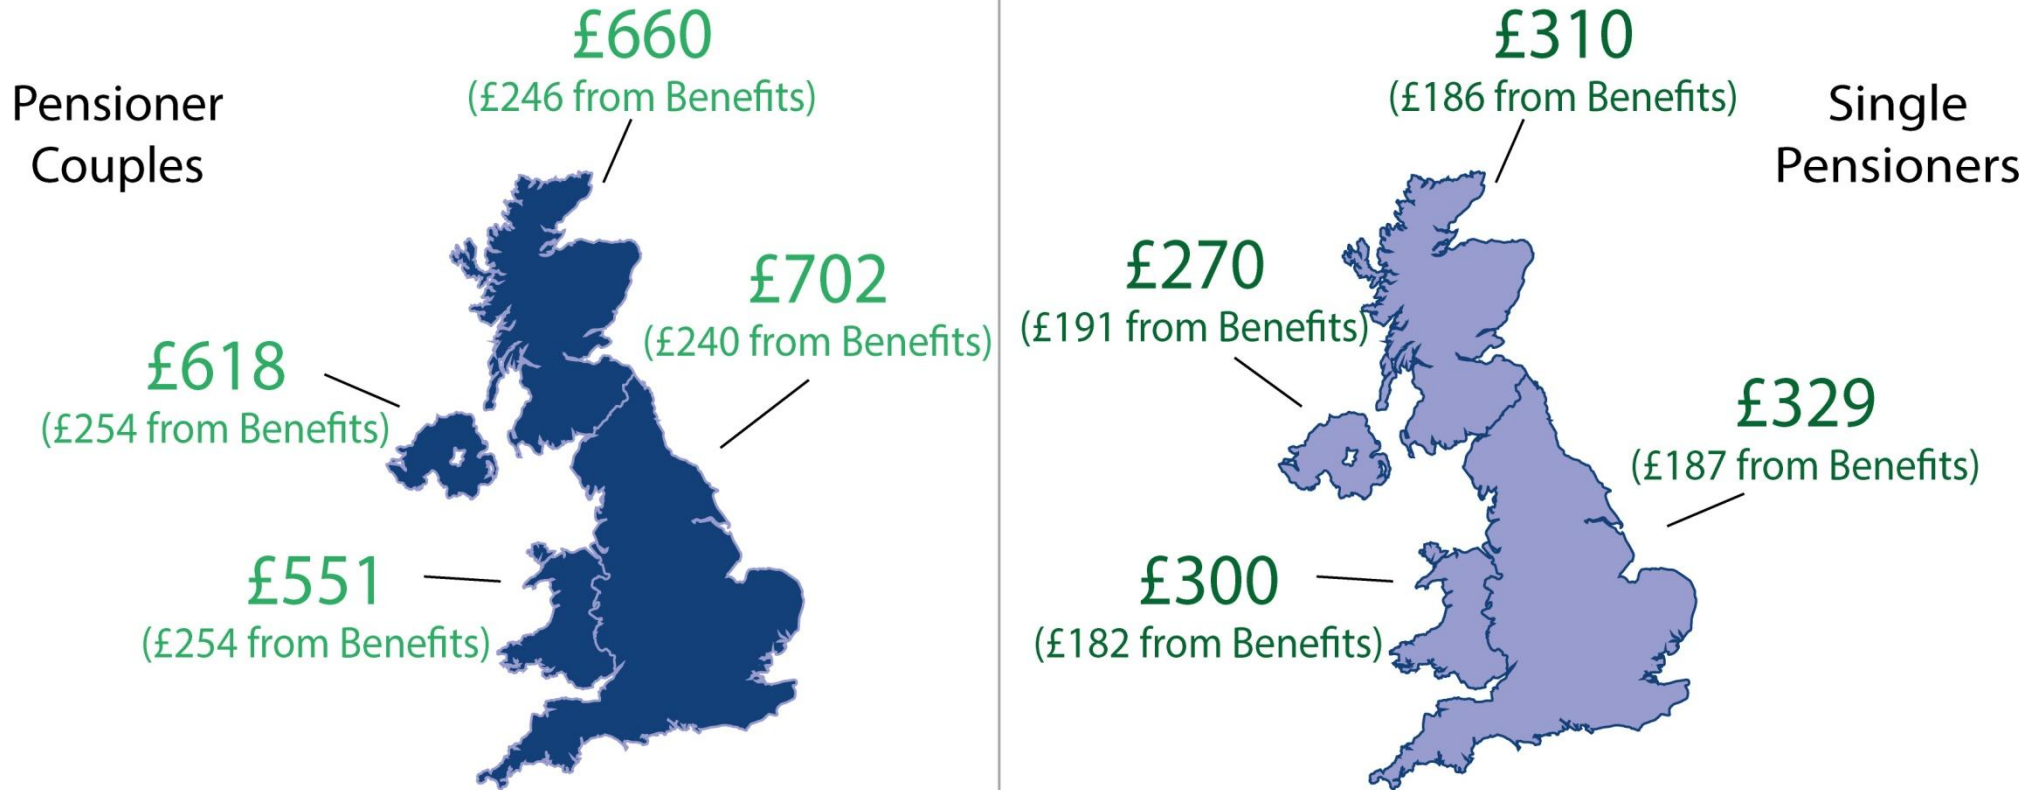 Pensioner
Couples
£660
(£246 from Benefits)
£702
(£240 from Benefits)
£618
(£254 from Benefits)
£551
(£254 from Benefits)
Single
Pensioners
£310
(£186 from Benefits)
£270
(£191 from Benefits)
£329
(£187 from Benefits)
£300
(£182 from Benefits)